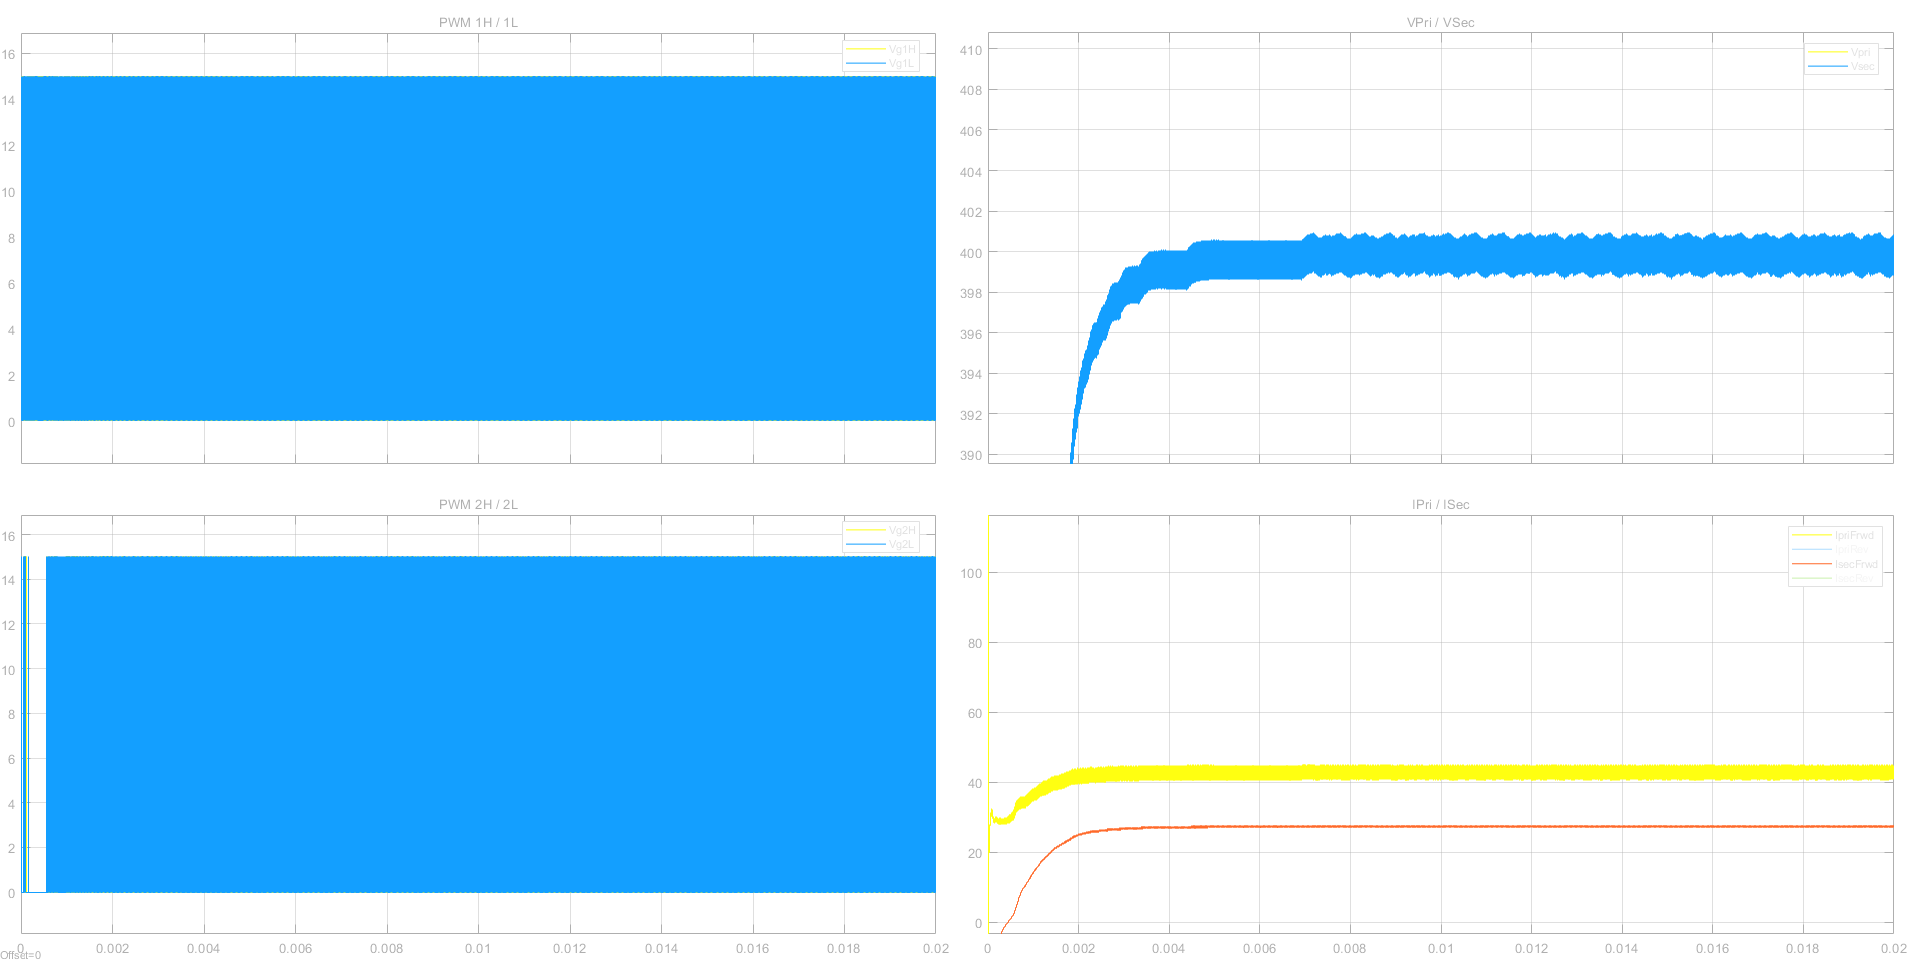 PWM 1H / 1L
16
14
12
10
8
6
4
2
0
Vg1H
Vg1L
VPri / VSec
410
408
406
404
402
400
398
396
394
392
390
Vpri
Vsec
PWM 2H / 2L
16
14
12
10
8
6
4
2
0
Vg2H
Vg2L
0 0.002 0.004 0.006 0.008 0.01 0.012 0.014 0.016 0.018 0.02
Offset=0
IPri / ISec
100
80
60
40
20
0
IpriFrwd
IpriRev
IsecFrwd
IsecRev
0 0.002 0.004 0.006 0.008 0.01 0.012 0.014 0.016 0.018 0.02